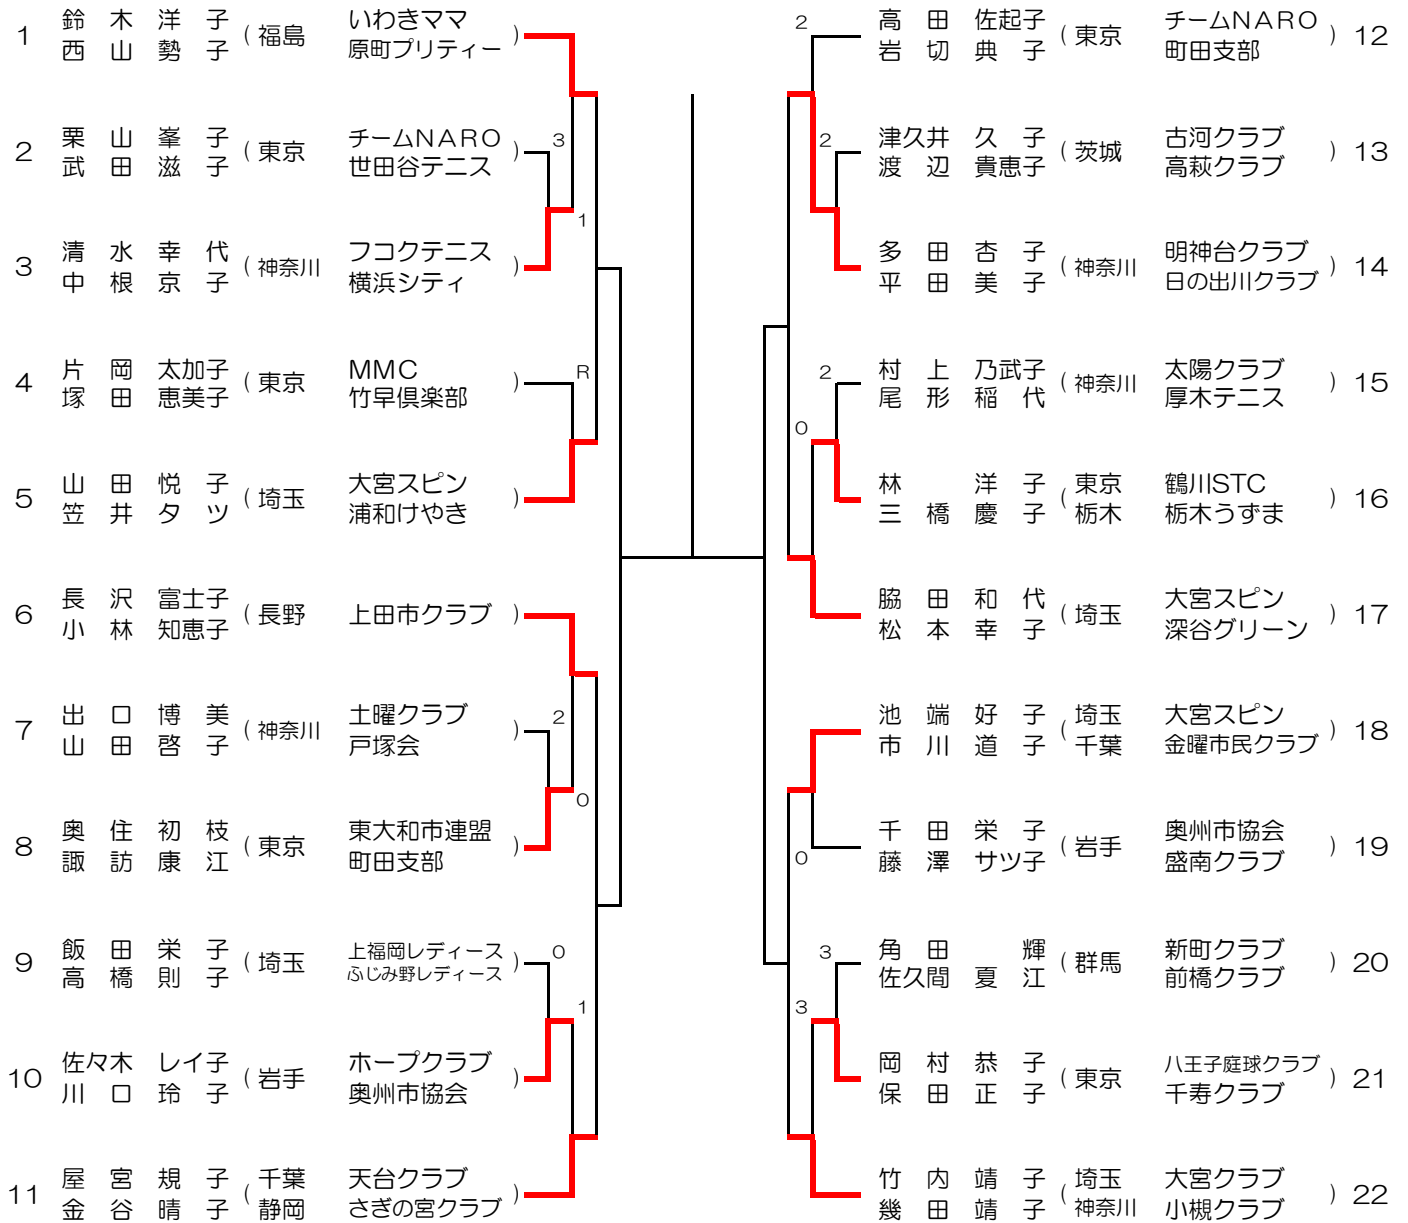 1 鈴木洋子 ( 福島 いわきママ )
西山勢子 原町プリティー
2 栗山峯子 ( 東京 チームNARO )
武田滋子 世田谷テニス
3
3 清水幸代 ( 神奈川 フコクテニス )
中根京子 横浜シティ
1
4 片岡太加子 ( 東京 MMC )
塚田恵美子 竹早倶楽部
R
5 山田悦子 ( 埼玉 大宮スピン )
笠井タツ 浦和けやき
6 長沢富士子 ( 長野 上田市クラブ )
小林知恵子
7 出口博美 ( 神奈川 土曜クラブ )
山田啓子 戸塚会
2
8 奥住初枝 ( 東京 東大和市連盟 )
諏訪康江 町田支部
0
9 飯田栄子 ( 埼玉 上福岡レディース )
高橋則子 ふじみ野レディース
0
10 佐々木レイ子 ( 岩手 ホープクラブ )
川口玲子 奥州市協会
1
11 屋宮規子 ( 千葉 天台クラブ )
金谷晴子 静岡 さぎの宮クラブ
2
高田佐起子 ( 東京 チームNARO ) 12
岩切典子 町田支部
2
津久井久子 ( 茨城 古河クラブ ) 13
渡辺貴恵子 高萩クラブ
多田杏子 ( 神奈川 明神台クラブ ) 14
平田美子 日の出川クラブ
2
村上乃武子 ( 神奈川 太陽クラブ ) 15
尾形稲代 厚木テニス
0
林洋子 ( 東京 鶴川STC ) 16
三橋慶子 栃木 栃木うずま
脇田和代 ( 埼玉 大宮スピン ) 17
松本幸子 深谷グリーン
池端好子 ( 埼玉 大宮スピン ) 18
市川道子 千葉 金曜市民クラブ
千田栄子 ( 岩手 奥州市協会 ) 19
藤澤サツ子 盛南クラブ
0
3
角田輝 ( 群馬 新町クラブ ) 20
佐久間夏江 前橋クラブ
3
岡村恭子 ( 東京 八王子庭球クラブ ) 21
保田正子 千寿クラブ
竹内靖子 ( 埼玉 大宮クラブ ) 22
幾田靖子 神奈川 小槻クラブ